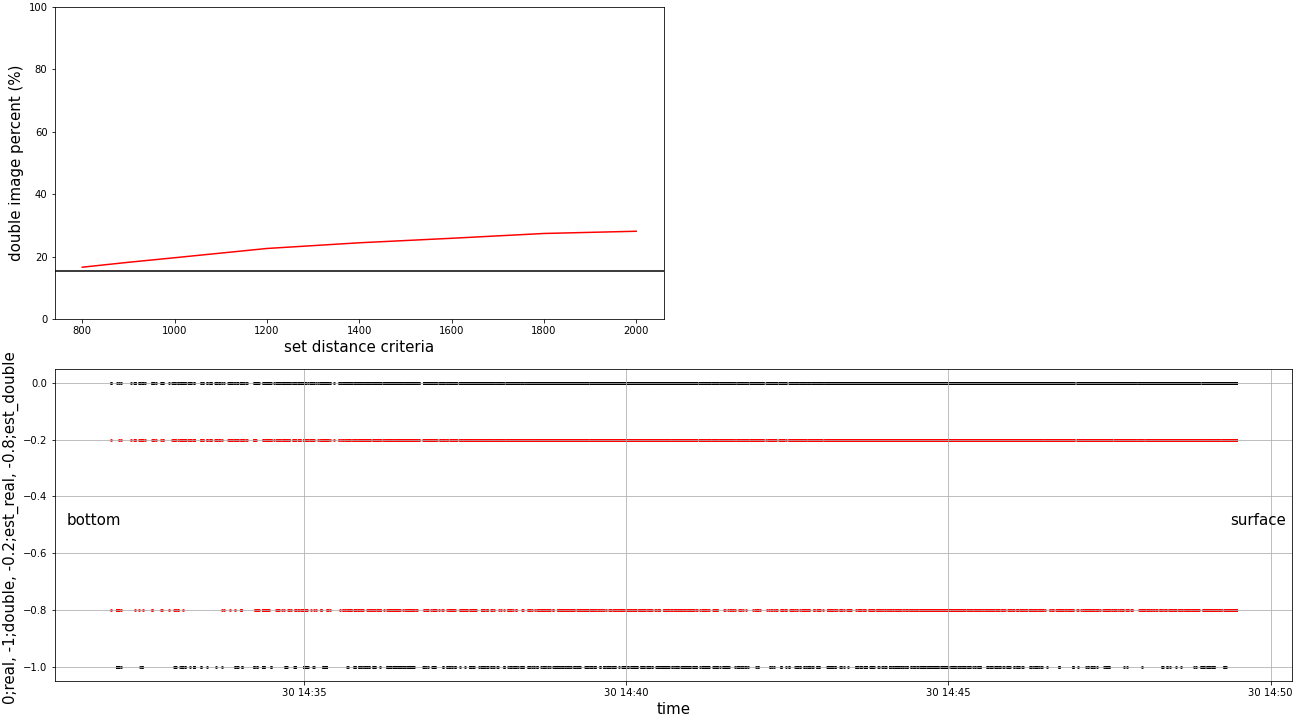 100
80
60
40
20
0
double image percent (%)
800 1000 1200 1400 1600 1800 2000
set distance criteria
0.0
−0.2
−0.4
−0.6
−0.8
−1.0
0;real, -1;double, -0.2;est_real, -0.8;est_double
bottom
surface
30 14:35 30 14:40 30 14:45 30 14:50
time